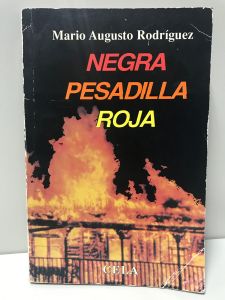 Mario Augusto Rodríguez
NEGRA
PESADILLA
ROJA
CELA